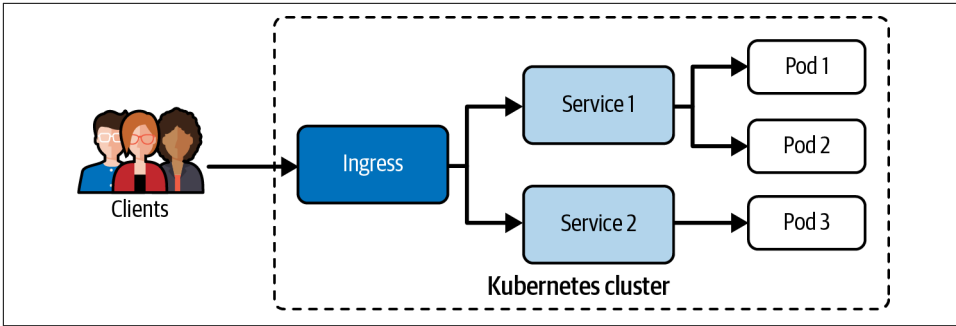 Clients
Ingress
Service 1
Service 2
Pod 1
Pod 2
Pod 3
Kubernetes cluster